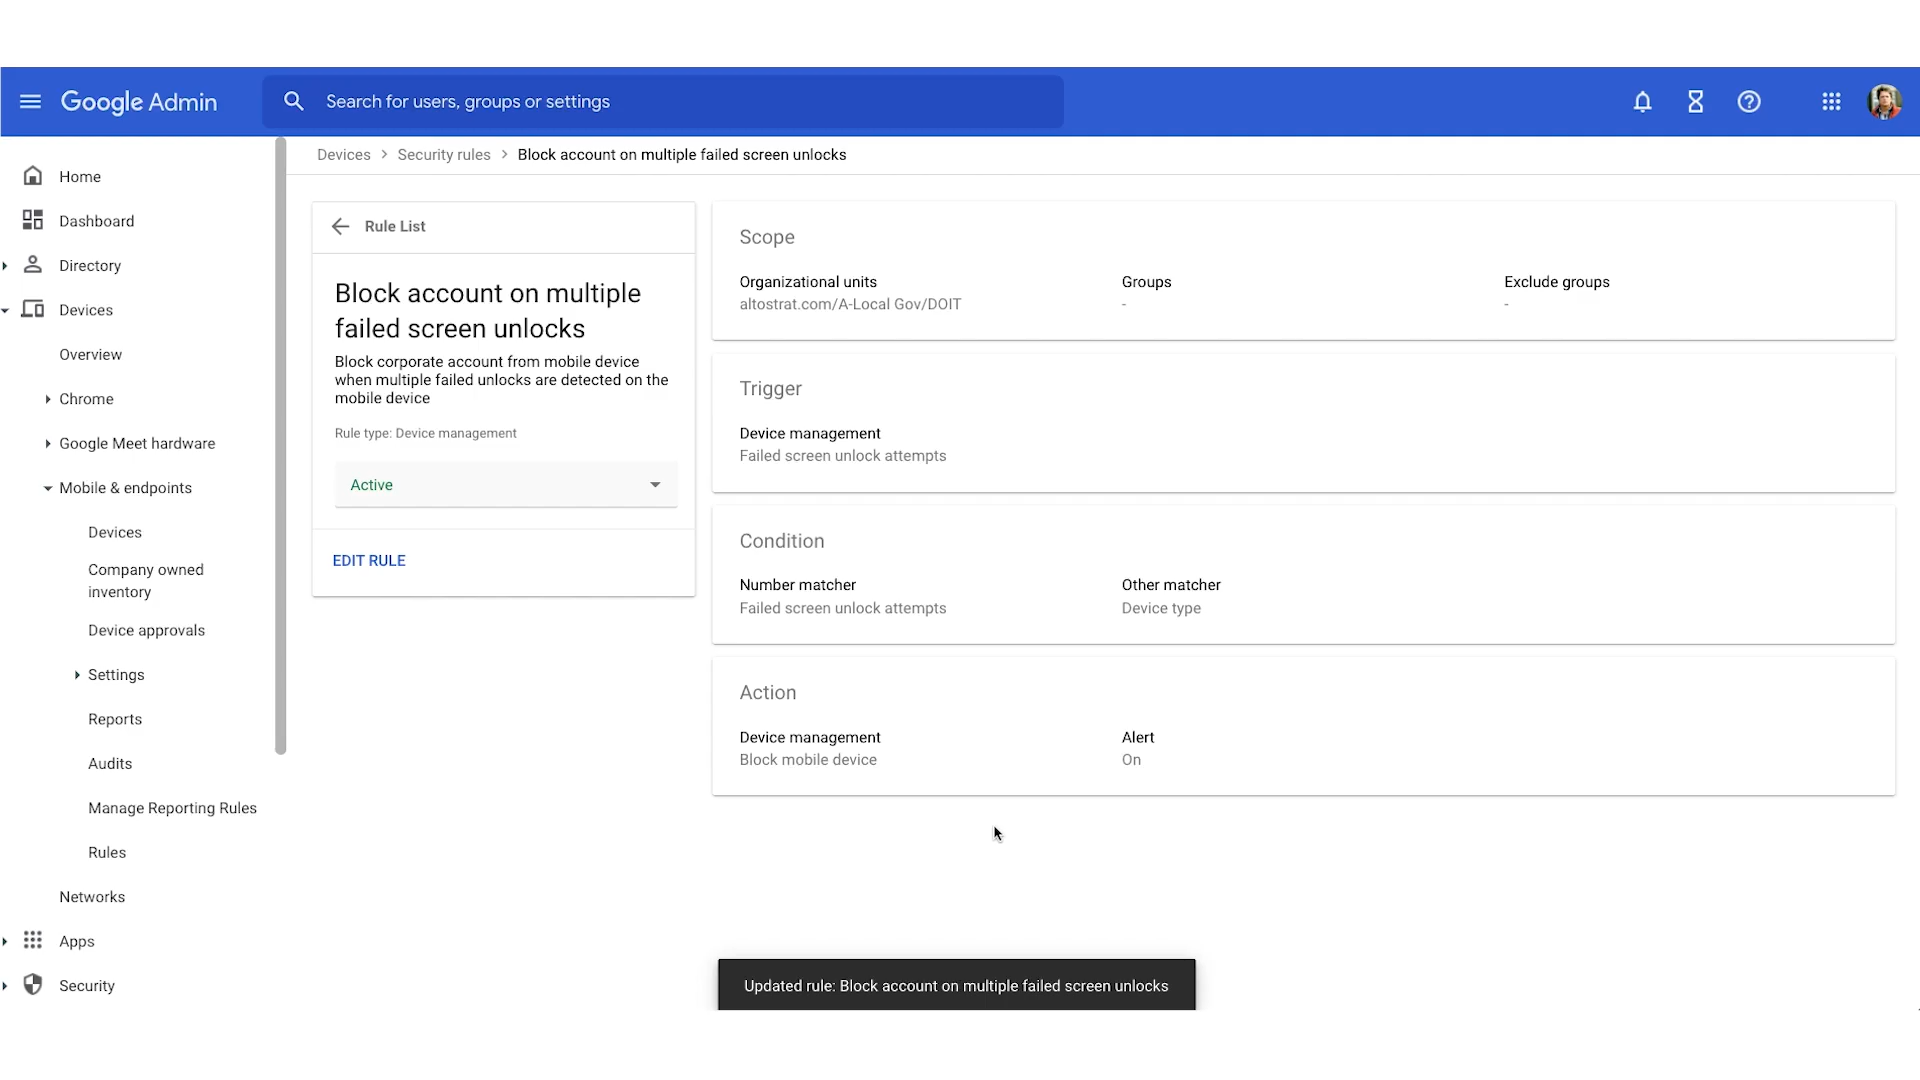 Google Admin
Search for users, groups or settings
Devices > Security rules > Block account on multiple failed screen unlocks
Home
Dashboard
Directory
Devices
Overview
Chrome
Google Meet hardware
Mobile & endpoints
Devices
Company owned
inventory
Device approvals
Settings
Reports
Audits
Manage Reporting Rules
Rules
Networks
Apps
Security
Rule List
Block account on multiple
failed screen unlocks
Block corporate account from mobile device
when multiple failed unlocks are detected on the
mobile device
Rule type: Device management
Active
EDIT RULE
Scope
Organizational units
altostrat.com/A-Local Gov/DOIT
Groups
-
Exclude groups
-
Trigger
Device management
Failed screen unlock attempts
Condition
Number matcher
Failed screen unlock attempts
Other matcher
Device type
Action
Device management
Block mobile device
Alert
On
Updated rule: Block account on multiple failed screen unlocks